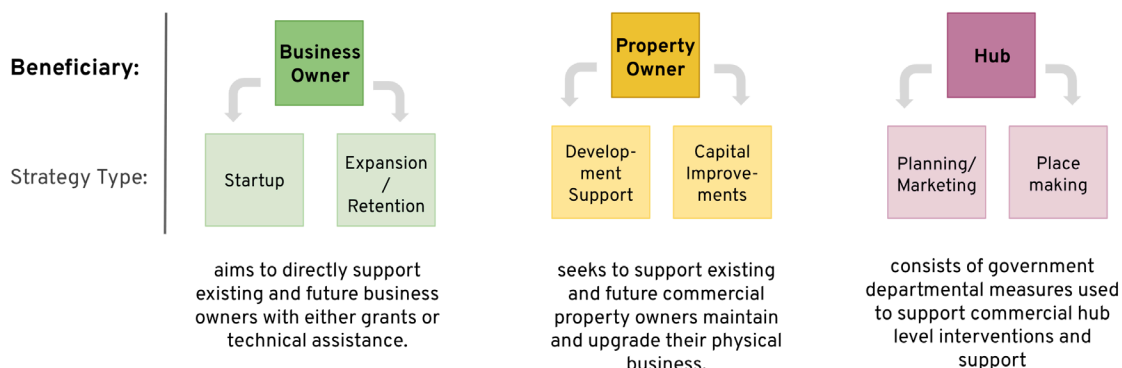 Beneficiary:
Business
Owner
Property
Owner
Hub
Strategy Type:
Startup
Expansion
/
Retention
Develop-
ment
Support
Capital
Improve-
ments
Planning/
Marketing
Place
making
aims to directly support
existing and future business
owners with either grants or
technical assistance.
seeks to support existing
and future commercial
property owners maintain
and upgrade their physical
business.
consists of government
departmental measures used
to support commercial hub
level interventions and
support